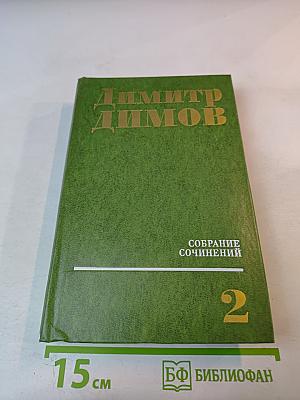 Димитр
ДИМОВ
СОБРАНИЕ
СОЧИНЕНИЙ
2
15 см
БФ БИБЛИОФАН